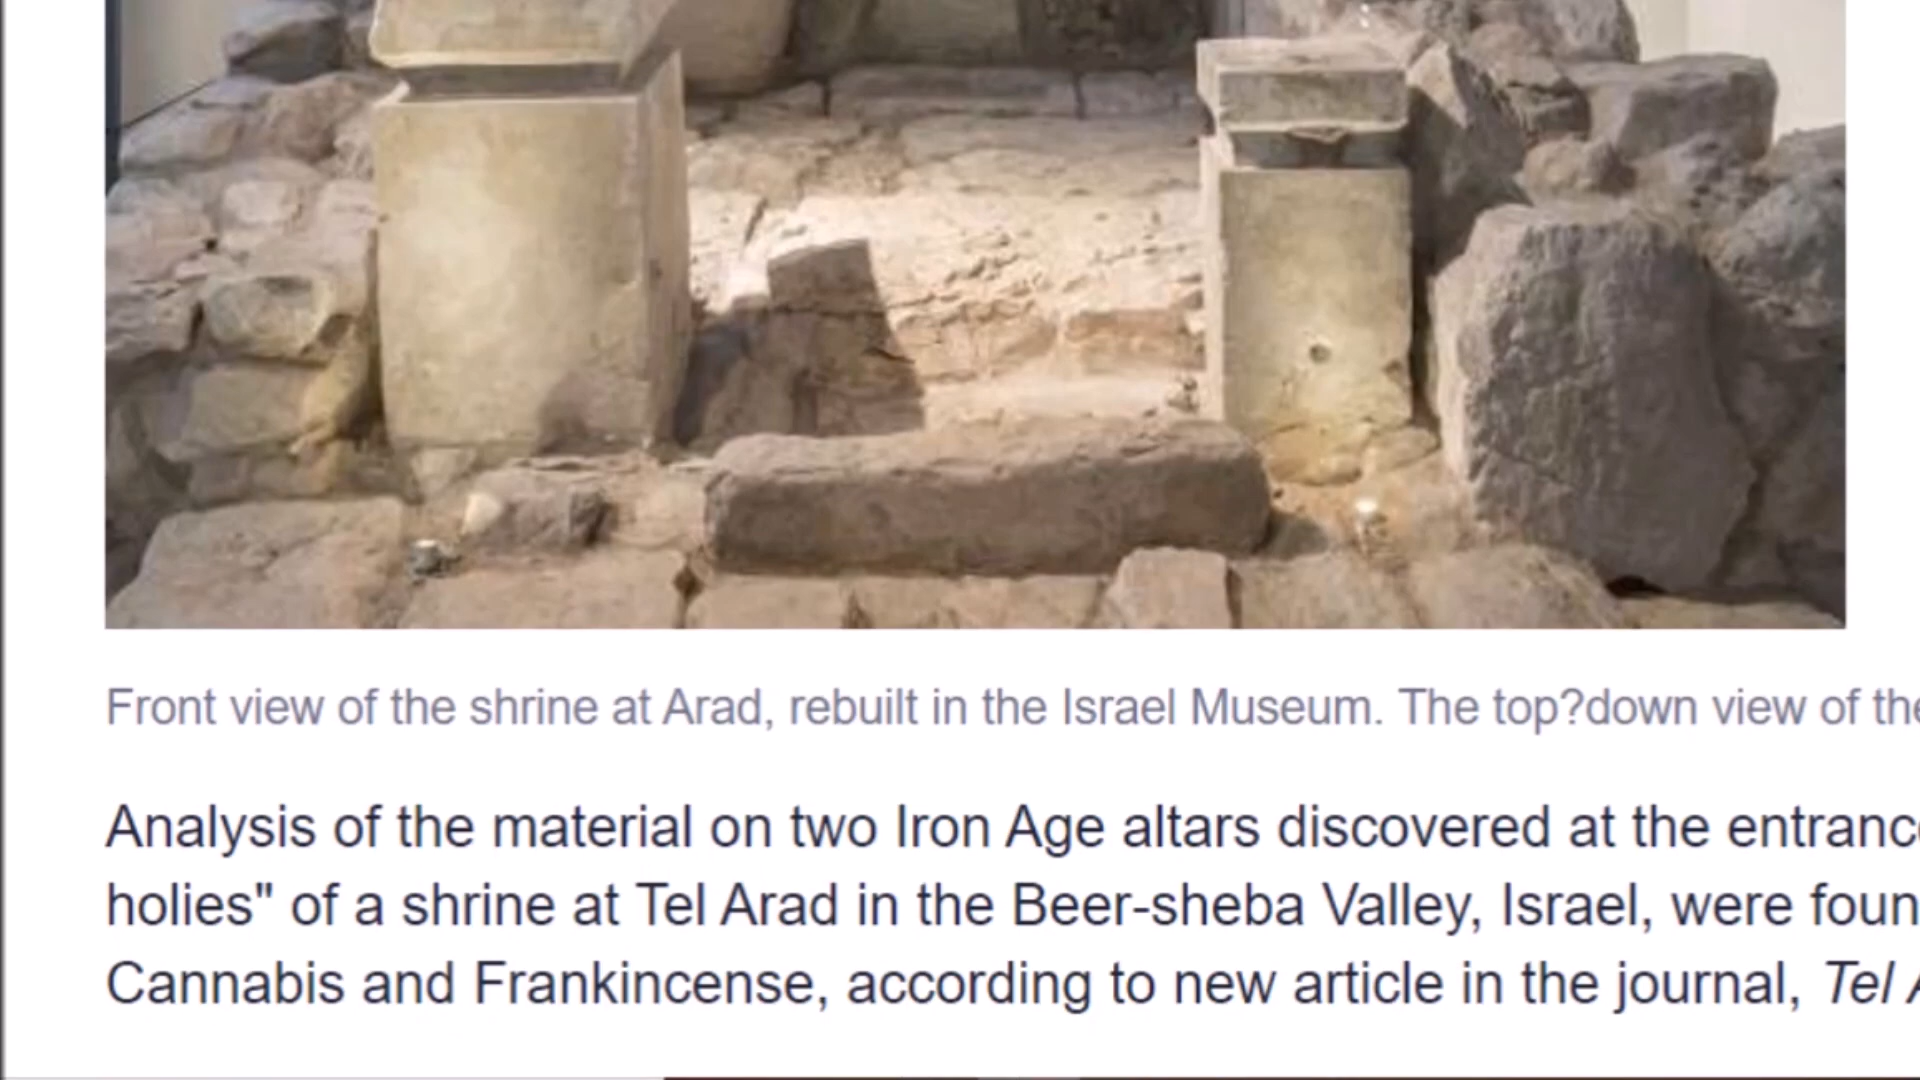 Front view of the shrine at Arad, rebuilt in the Israel Museum. The top?down view of the
Analysis of the material on two Iron Age altars discovered at the entrance
holies" of a shrine at Tel Arad in the Beer-sheba Valley, Israel, were foun
Cannabis and Frankincense, according to new article in the journal, Tel A